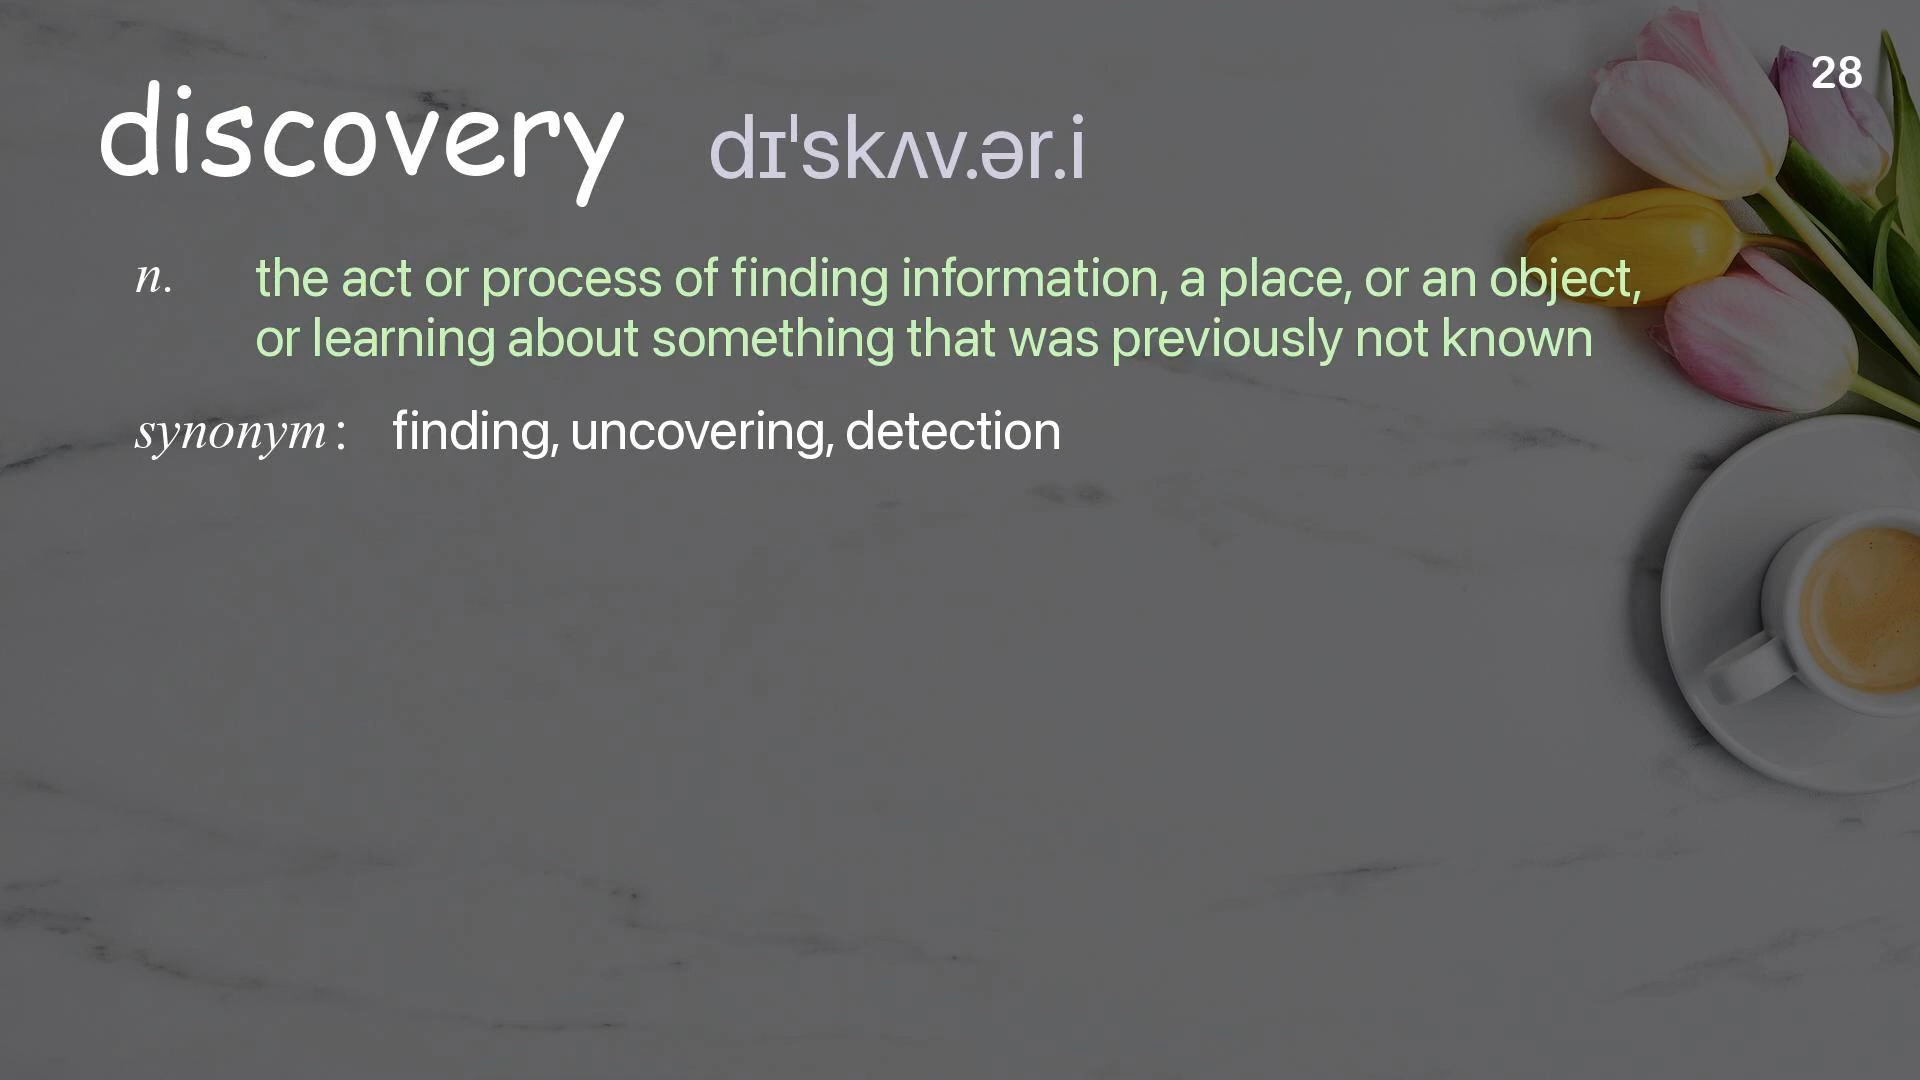 28
discovery dɪˈskʌv.ər.i
n. the act or process of finding information, a place, or an object,
or learning about something that was previously not known
synonym: finding, uncovering, detection